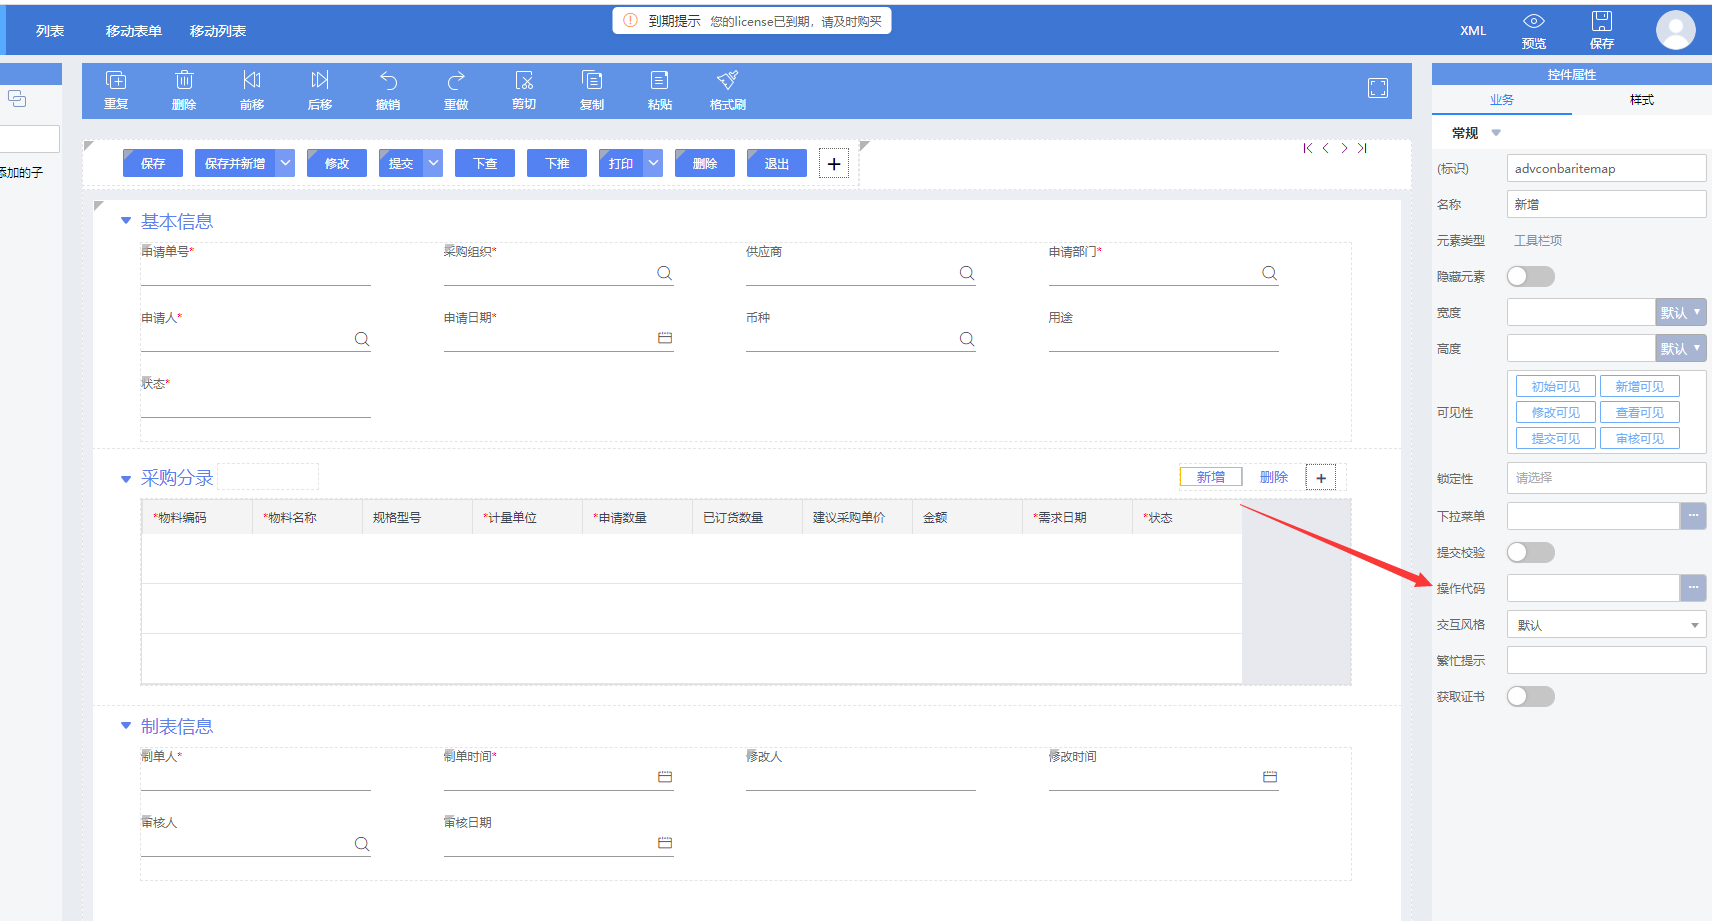 列表 移动表单 移动列表
到期提示 您的license已到期，请及时购买
XML 预览 保存
重复 删除 前移 后移 撤销 重做 剪切 复制 粘贴 格式刷
控件属性
业务 样式
添加的子
保存 保存并新增 修改 提交 下查 下推 打印 删除 退出 +
基本信息
申请单号* 采购组织* 供应商 申请部门*
申请人* 申请日期* 币种 用途
状态*
采购分录 新增 删除 +
*物料编码 *物料名称 规格型号 *计量单位 *申请数量 已订货数量 建议采购单价 金额 *需求日期 *状态
制表信息
制单人* 制单时间* 修改人 修改时间
审核人 审核日期
常规
(标识) advconbaritemap
名称 新增
元素类型 工具栏项
隐藏元素
宽度 默认
高度 默认
可见性 初始可见 新增可见
修改可见 查看可见
提交可见 审核可见
锁定性 请选择
下拉菜单 ...
提交校验
操作代码 ...
交互风格 默认
繁忙提示
获取证书